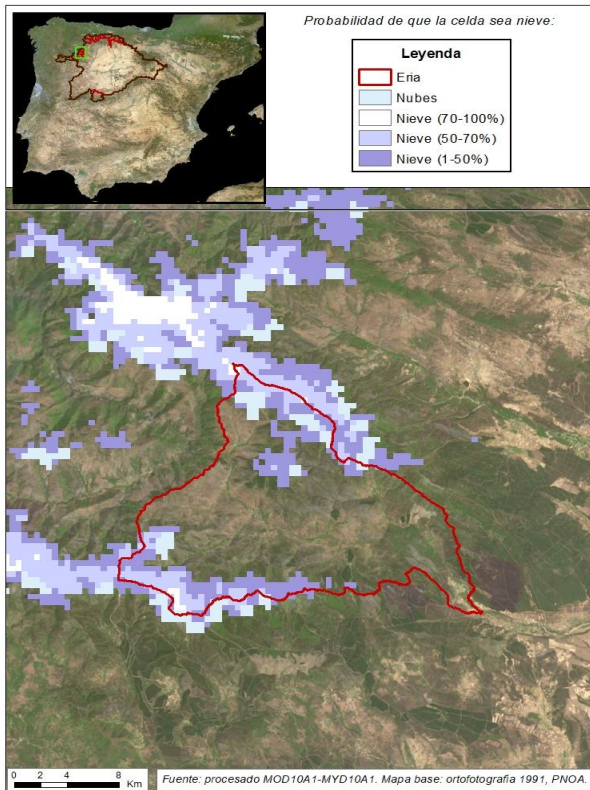 Probabilidad de que la celda sea nieve:
Leyenda
Eria
Nubes
Nieve (70-100%)
Nieve (50-70%)
Nieve (1-50%)
0 2 4 8
Km
Fuente: procesado MOD10A1-MYD10A1. Mapa base: ortofotografia 1991, PNOA.